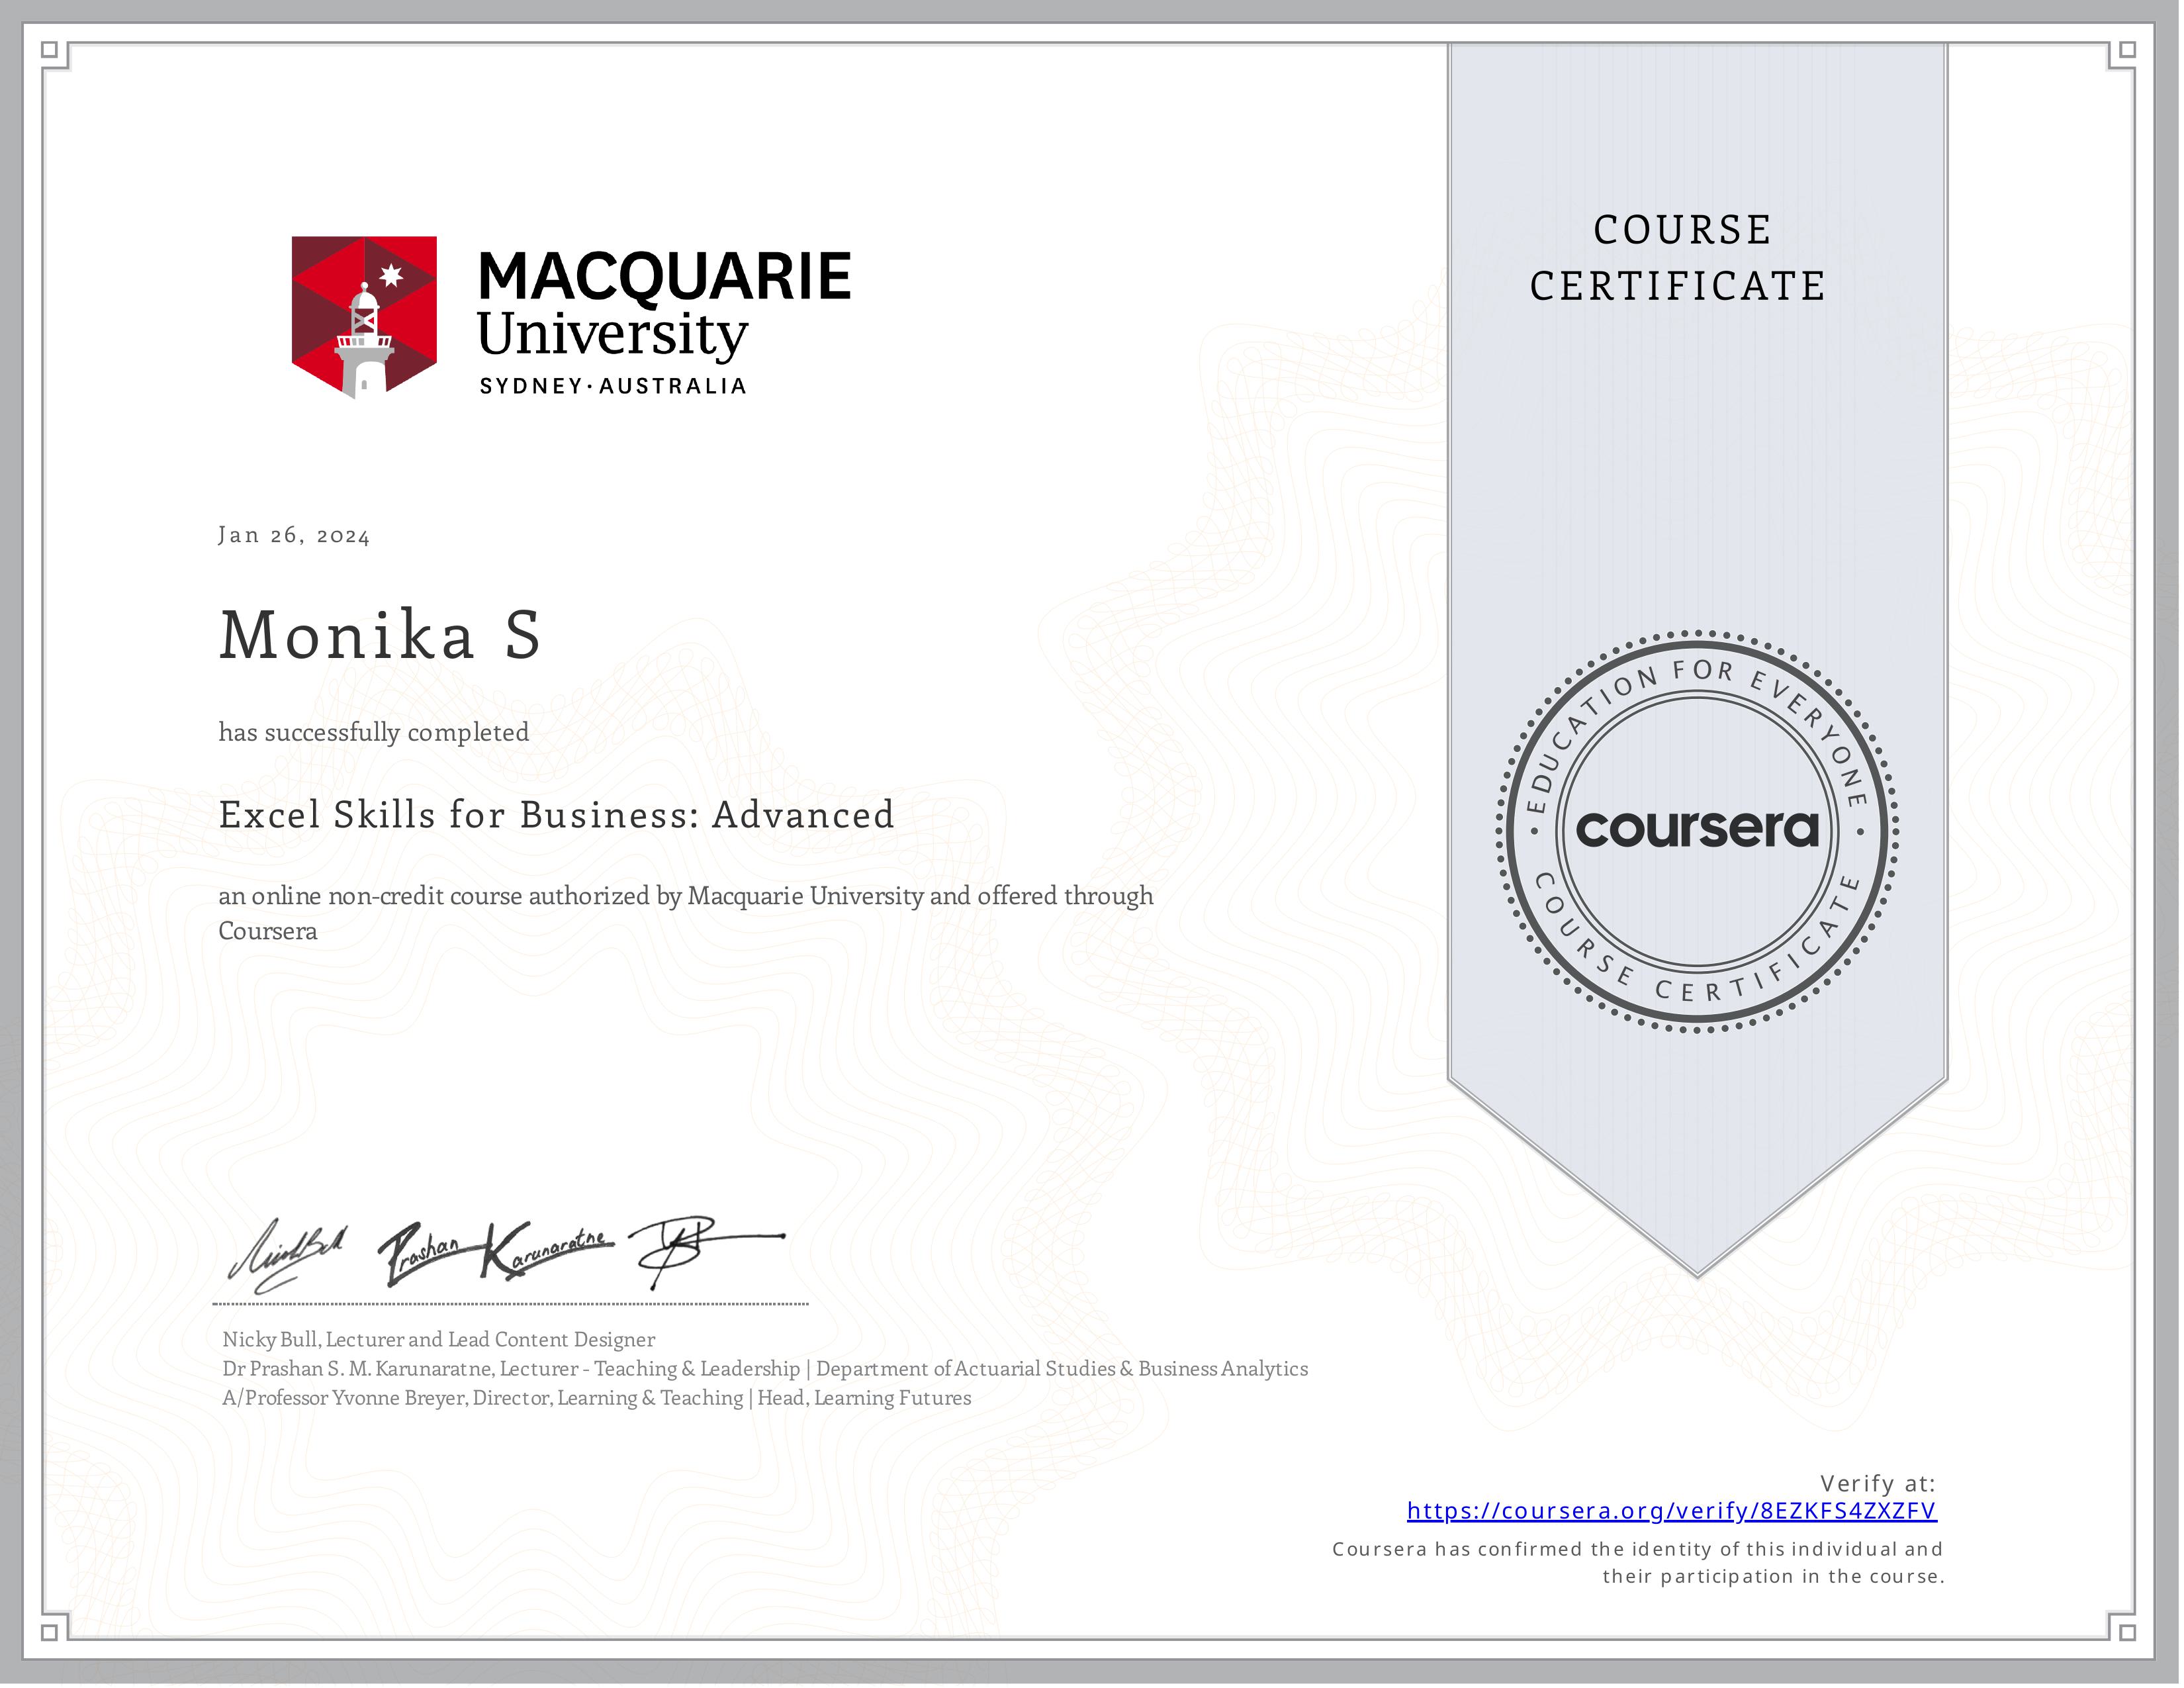 MACQUARIE
University
SYDNEY·AUSTRALIA
COURSE
CERTIFICATE
Jan 26, 2024
Monika S
has successfully completed
Excel Skills for Business: Advanced
an online non-credit course authorized by Macquarie University and offered through
Coursera
EDUCATION FOR EVERYONE
coursera
COURSE CERTIFICATE
Prashan Karunaratne
Nicky Bull, Lecturer and Lead Content Designer
Dr Prashan S. M. Karunaratne, Lecturer - Teaching & Leadership | Department of Actuarial Studies & Business Analytics
A/Professor Yvonne Breyer, Director, Learning & Teaching | Head, Learning Futures
Verify at:
https://coursera.org/verify/8EZKFS4ZXZFV
Coursera has confirmed the identity of this individual and
their participation in the course.